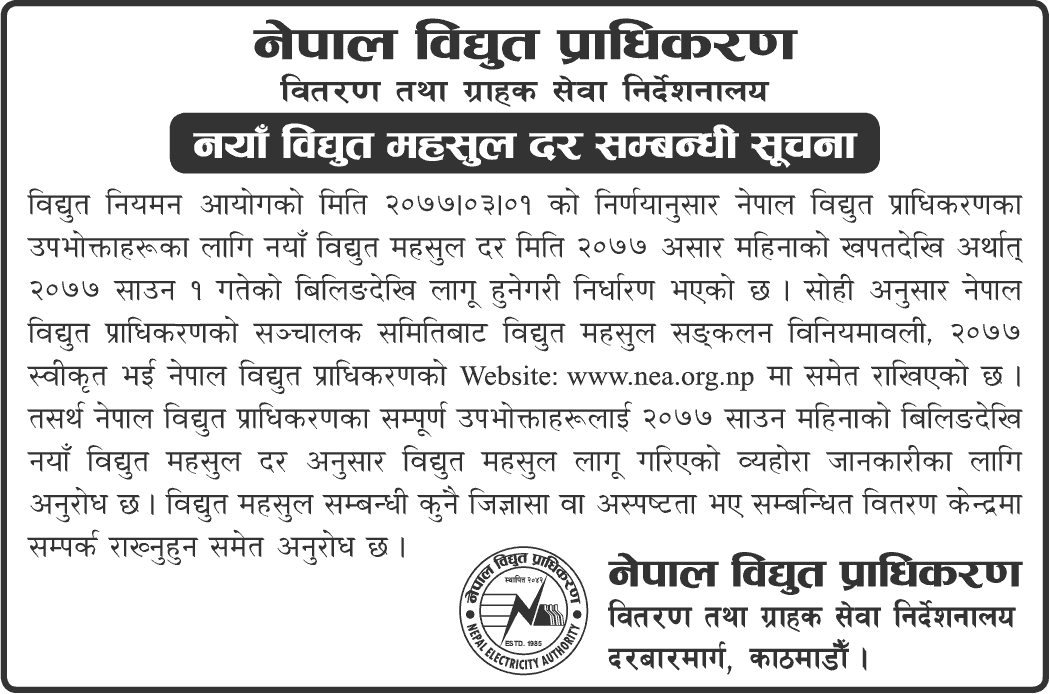 नेपाल विद्युत प्राधिकरण
वितरण तथा ग्राहक सेवा निर्देशनालय
नयाँ विद्युत महसुल दर सम्बन्धी सूचना
विद्युत नियमन आयोगको मिति २०७७।०३।०१ को निर्णयानुसार नेपाल विद्युत प्राधिकरणका
उपभोक्ताहरूका लागि नयाँ विद्युत महसुल दर मिति २०७७ असार महिनाको खपतदेखि अर्थात्
२०७७ साउन १ गतेको बिलिङदेखि लागू हुनेगरी निर्धारण भएको छ । सोही अनुसार नेपाल
विद्युत प्राधिकरणको सञ्चालक समितिबाट विद्युत महसुल सङ्कलन विनियमावली, २०७७
स्वीकृत भई नेपाल विद्युत प्राधिकरणको Website: www.nea.org.np मा समेत राखिएको छ ।
तसर्थ नेपाल विद्युत प्राधिकरणका सम्पूर्ण उपभोक्ताहरूलाई २०७७ साउन महिनाको बिलिङदेखि
नयाँ विद्युत महसुल दर अनुसार विद्युत महसुल लागू गरिएको व्यहोरा जानकारीका लागि
अनुरोध छ । विद्युत महसुल सम्बन्धी कुनै जिज्ञासा वा अस्पष्टता भए सम्बन्धित वितरण केन्द्रमा
सम्पर्क राख्नुहुन समेत अनुरोध छ ।
नेपाल विद्युत प्राधिकरण
स्थापित २०४२
ESTD. 1985
NEPAL ELECTRICITY AUTHORITY
नेपाल विद्युत प्राधिकरण
वितरण तथा ग्राहक सेवा निर्देशनालय
दरबारमार्ग, काठमाडौँ ।